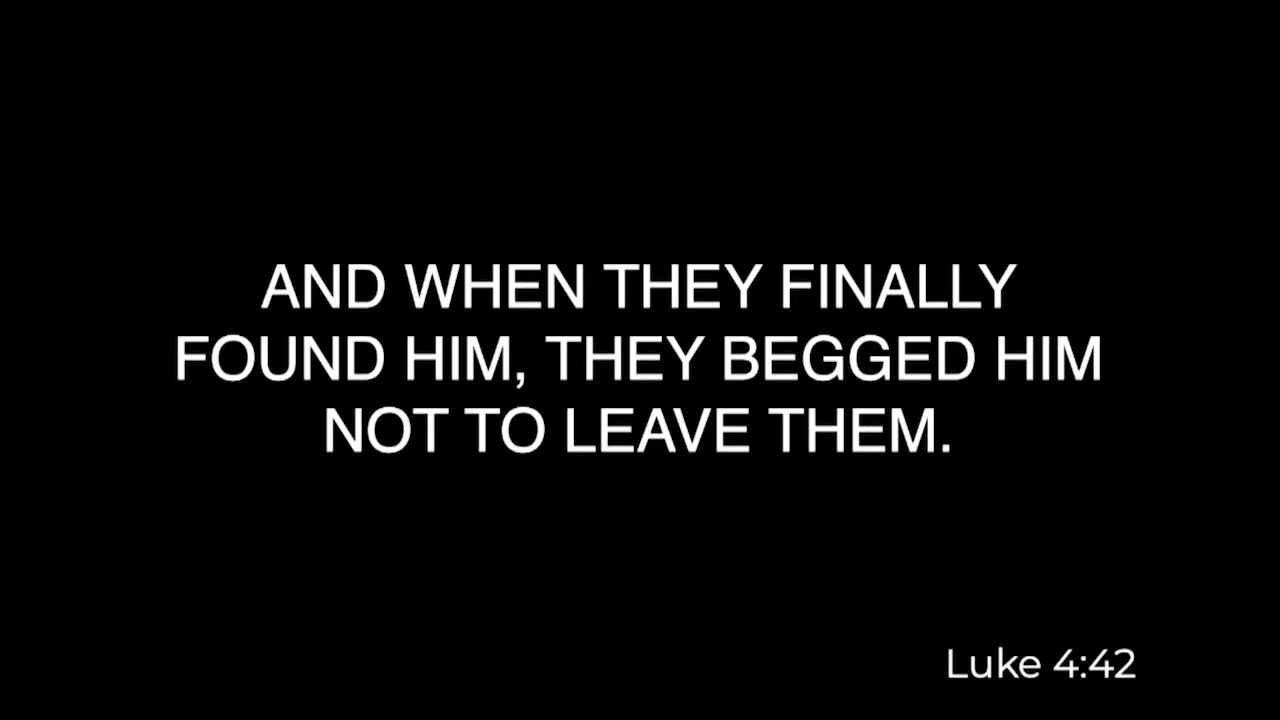 AND WHEN THEY FINALLY
FOUND HIM, THEY BEGGED HIM
NOT TO LEAVE THEM.
Luke 4:42